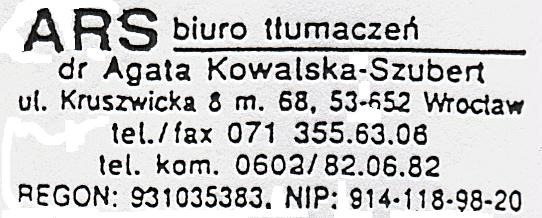 ARS biuro tłumaczeń
dr Agata Kowalska-Szubert
ul. Kruszwicka 8 m. 68, 53-652 Wrocław
tel./fax 071 355.63.06
tel. kom. 0602/82.06.82
REGON: 931035383, NIP: 914-118-98-20